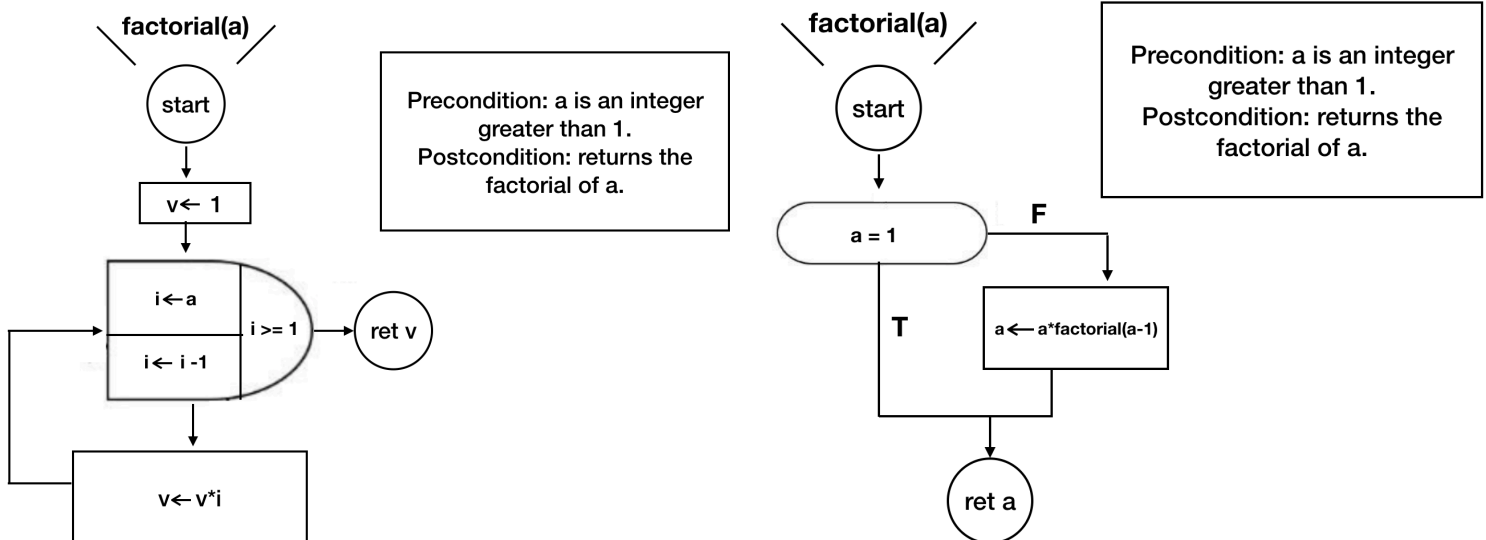 factorial(a)
start
Precondition: a is an integer
greater than 1.
Postcondition: returns the
factorial of a.
v← 1
i←a
i >= 1
i← i -1
ret v
v← v*i
factorial(a)
start
Precondition: a is an integer
greater than 1.
Postcondition: returns the
factorial of a.
a = 1
F
T
a← a*factorial(a-1)
ret a